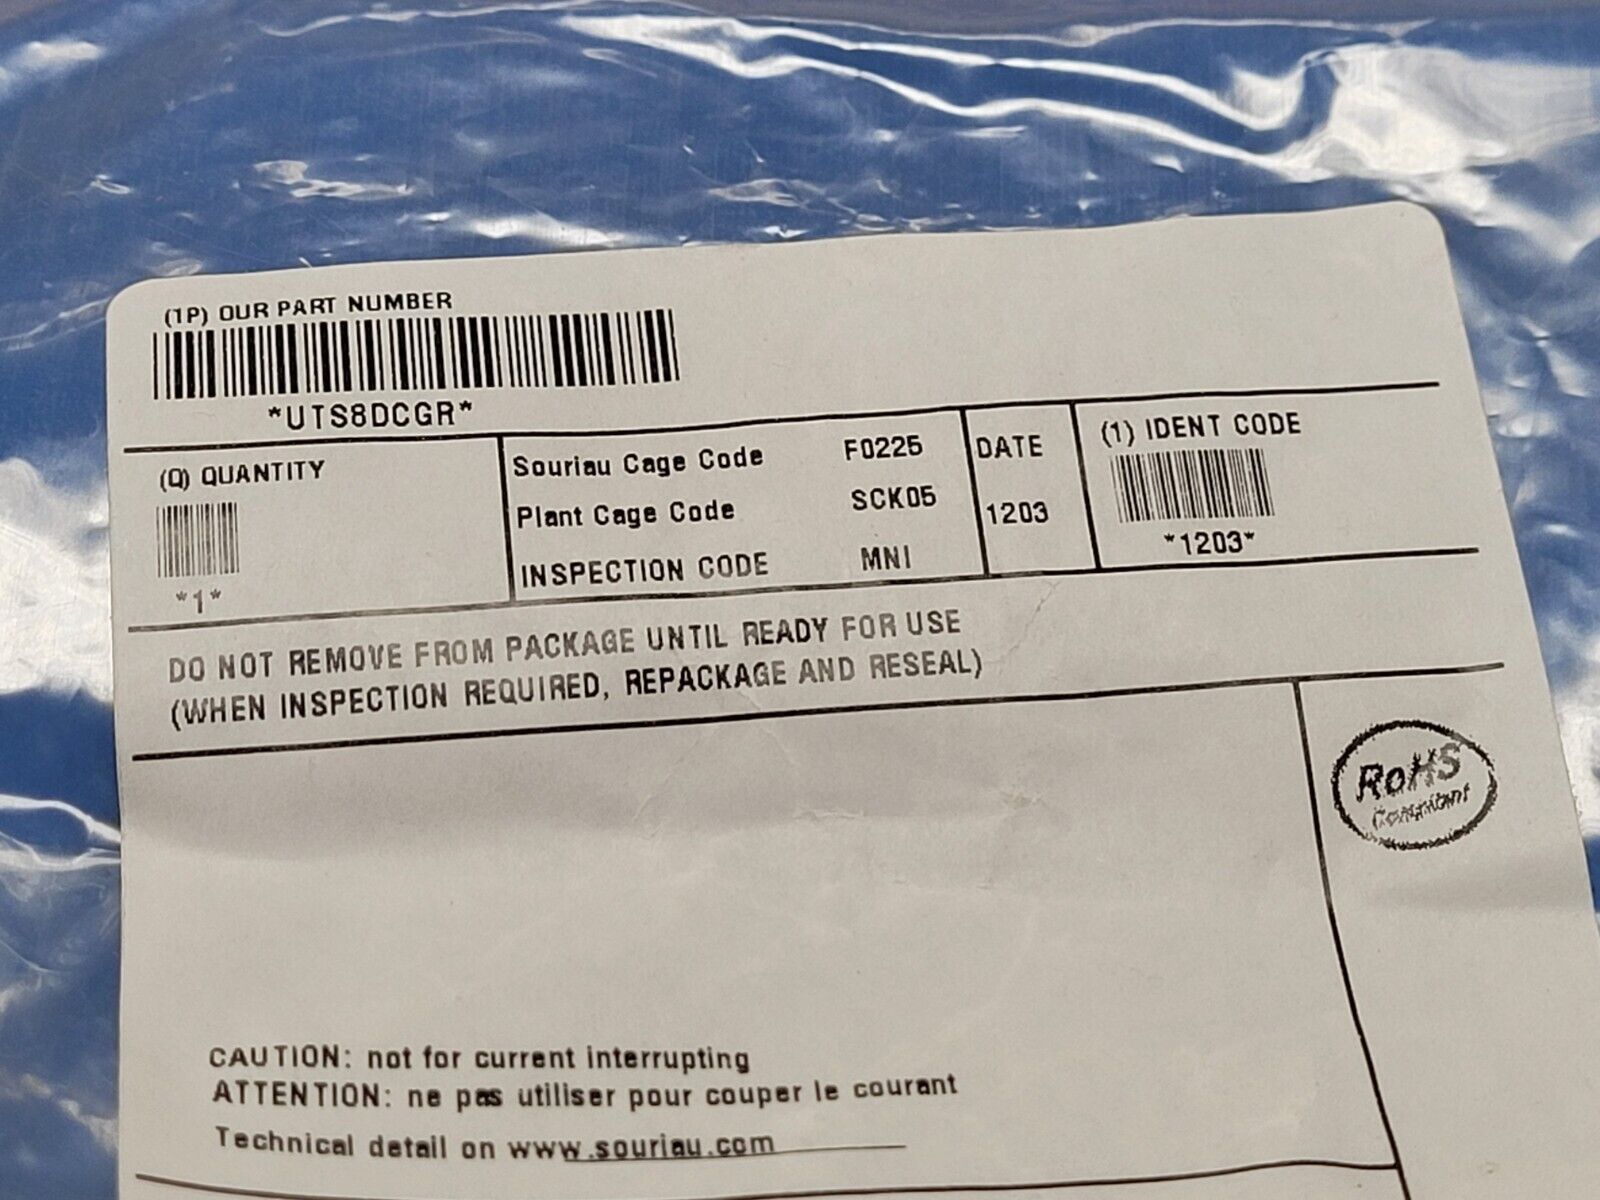 (1P) OUR PART NUMBER
*UTS8DCGR*
(Q) QUANTITY
*1*
Souriau Cage Code F0225
Plant Cage Code SCK05
INSPECTION CODE MNI
DATE
1203
(1) IDENT CODE
*1203*
DO NOT REMOVE FROM PACKAGE UNTIL READY FOR USE
(WHEN INSPECTION REQUIRED, REPACKAGE AND RESEAL)
RoHS
CAUTION: not for current interrupting
ATTENTION: ne pas utiliser pour couper le courant
Technical detail on www.souriau.com